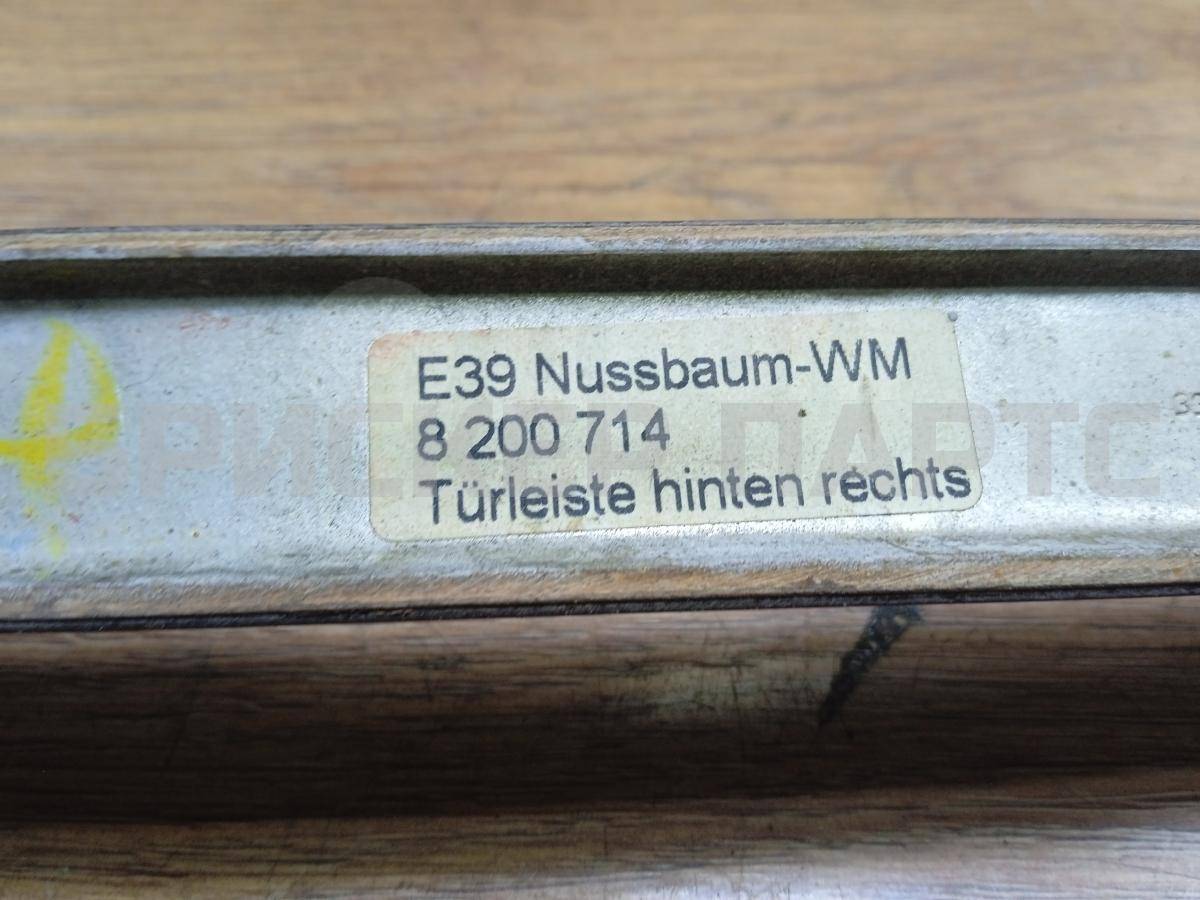 E39 Nussbaum-WM
8 200 714
Türleiste hinten rechts